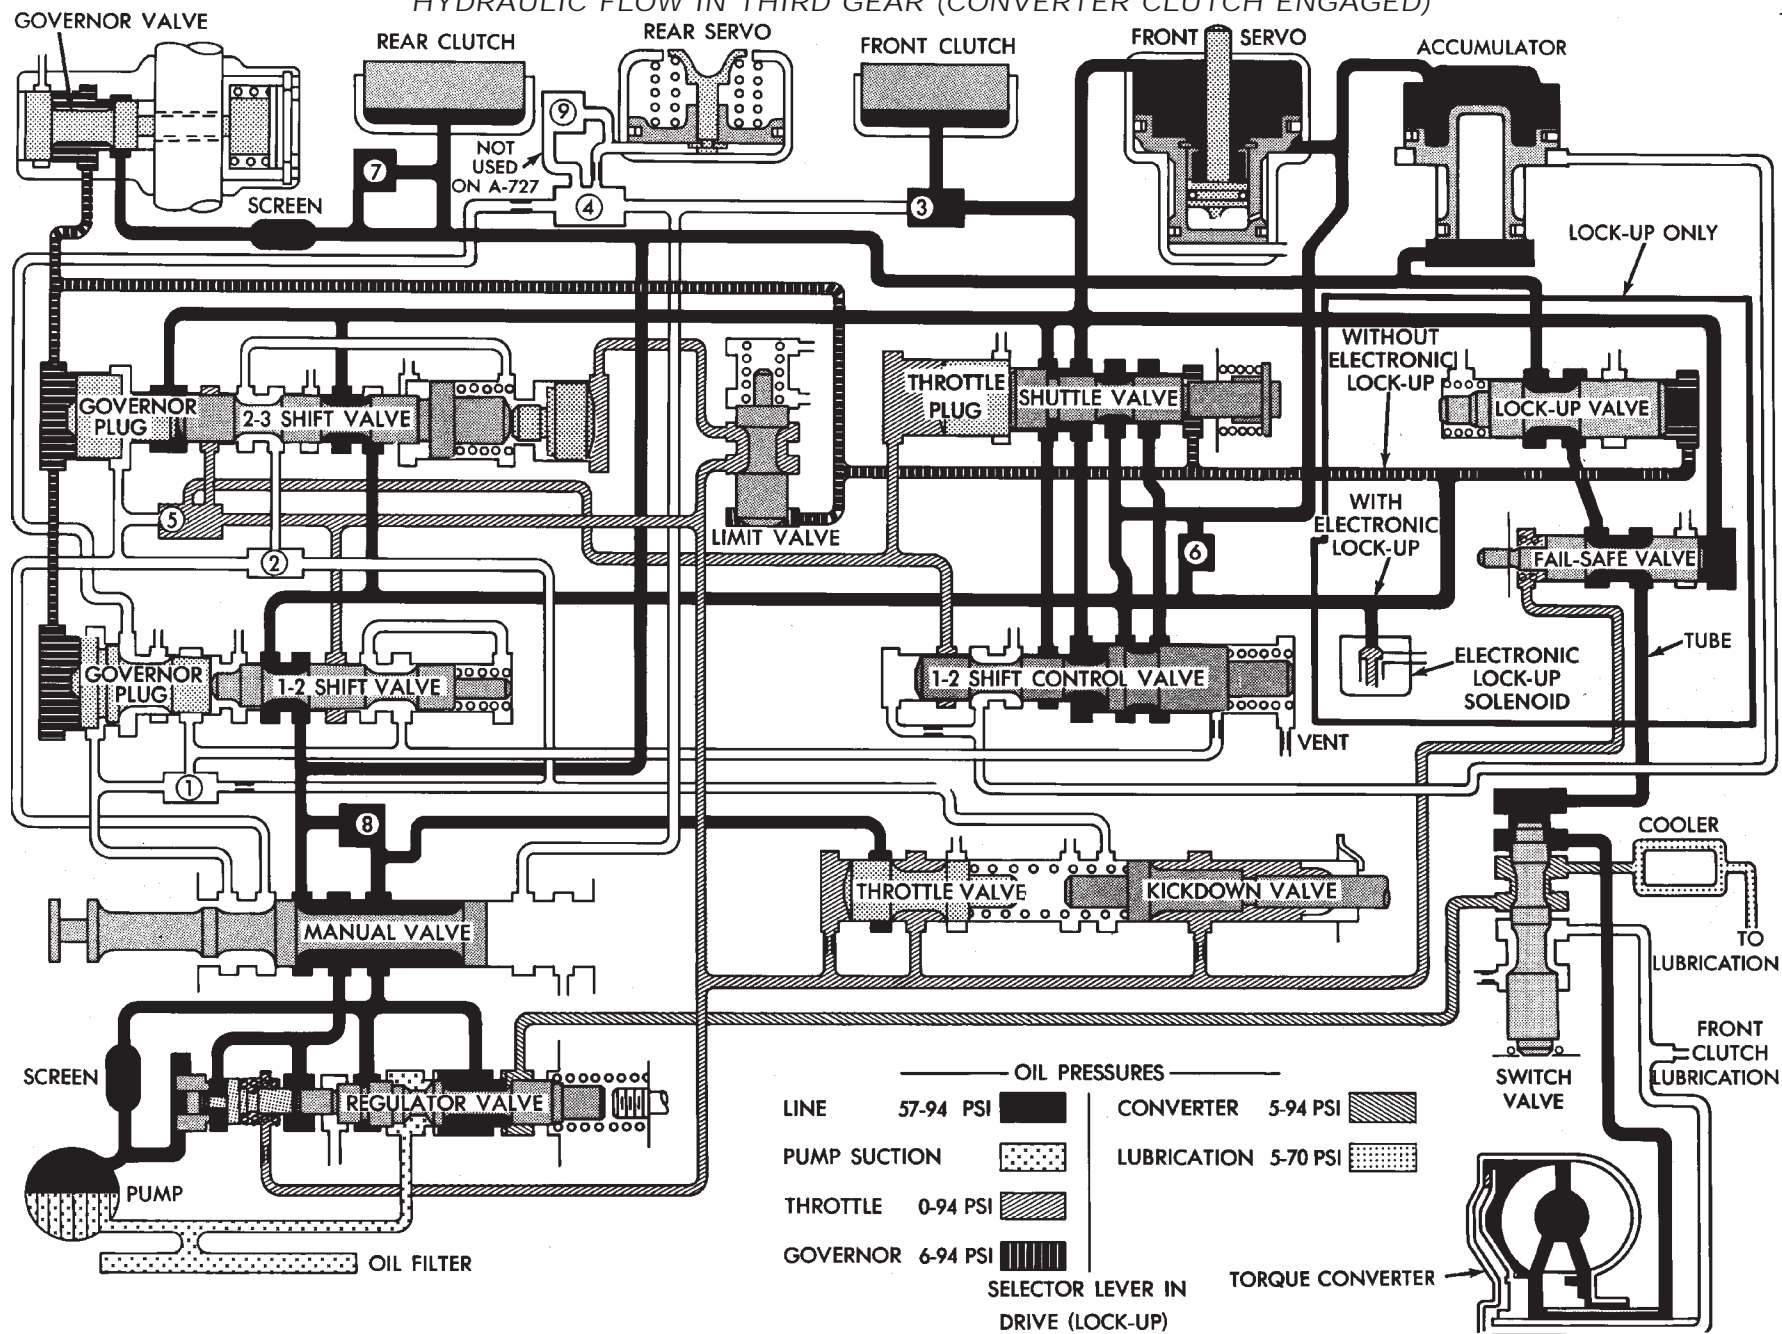 HYDRAULIC FLOW IN THIRD GEAR (CONVERTER CLUTCH ENGAGED)
GOVERNOR VALVE
REAR CLUTCH
REAR SERVO
FRONT CLUTCH
FRONT SERVO
ACCUMULATOR
9
7
NOT
USED
ON A-727
SCREEN
4
3
LOCK-UP ONLY
WITHOUT
ELECTRONIC
LOCK-UP
GOVERNOR
PLUG
2-3 SHIFT VALVE
THROTTLE
PLUG
SHUTTLE VALVE
LOCK-UP VALVE
5
LIMIT VALVE
WITH
ELECTRONIC
LOCK-UP
6
FAIL-SAFE VALVE
2
TUBE
GOVERNOR
PLUG
1-2 SHIFT VALVE
1-2 SHIFT CONTROL VALVE
ELECTRONIC
LOCK-UP
SOLENOID
VENT
1
8
COOLER
THROTTLE VALVE
KICKDOWN VALVE
MANUAL VALVE
TO
LUBRICATION
SCREEN
REGULATOR VALVE
FRONT
CLUTCH
LUBRICATION
SWITCH
VALVE
OIL PRESSURES
LINE 57-94 PSI
CONVERTER 5-94 PSI
PUMP SUCTION
LUBRICATION 5-70 PSI
PUMP
THROTTLE 0-94 PSI
GOVERNOR 6-94 PSI
OIL FILTER
TORQUE CONVERTER
SELECTOR LEVER IN
DRIVE (LOCK-UP)